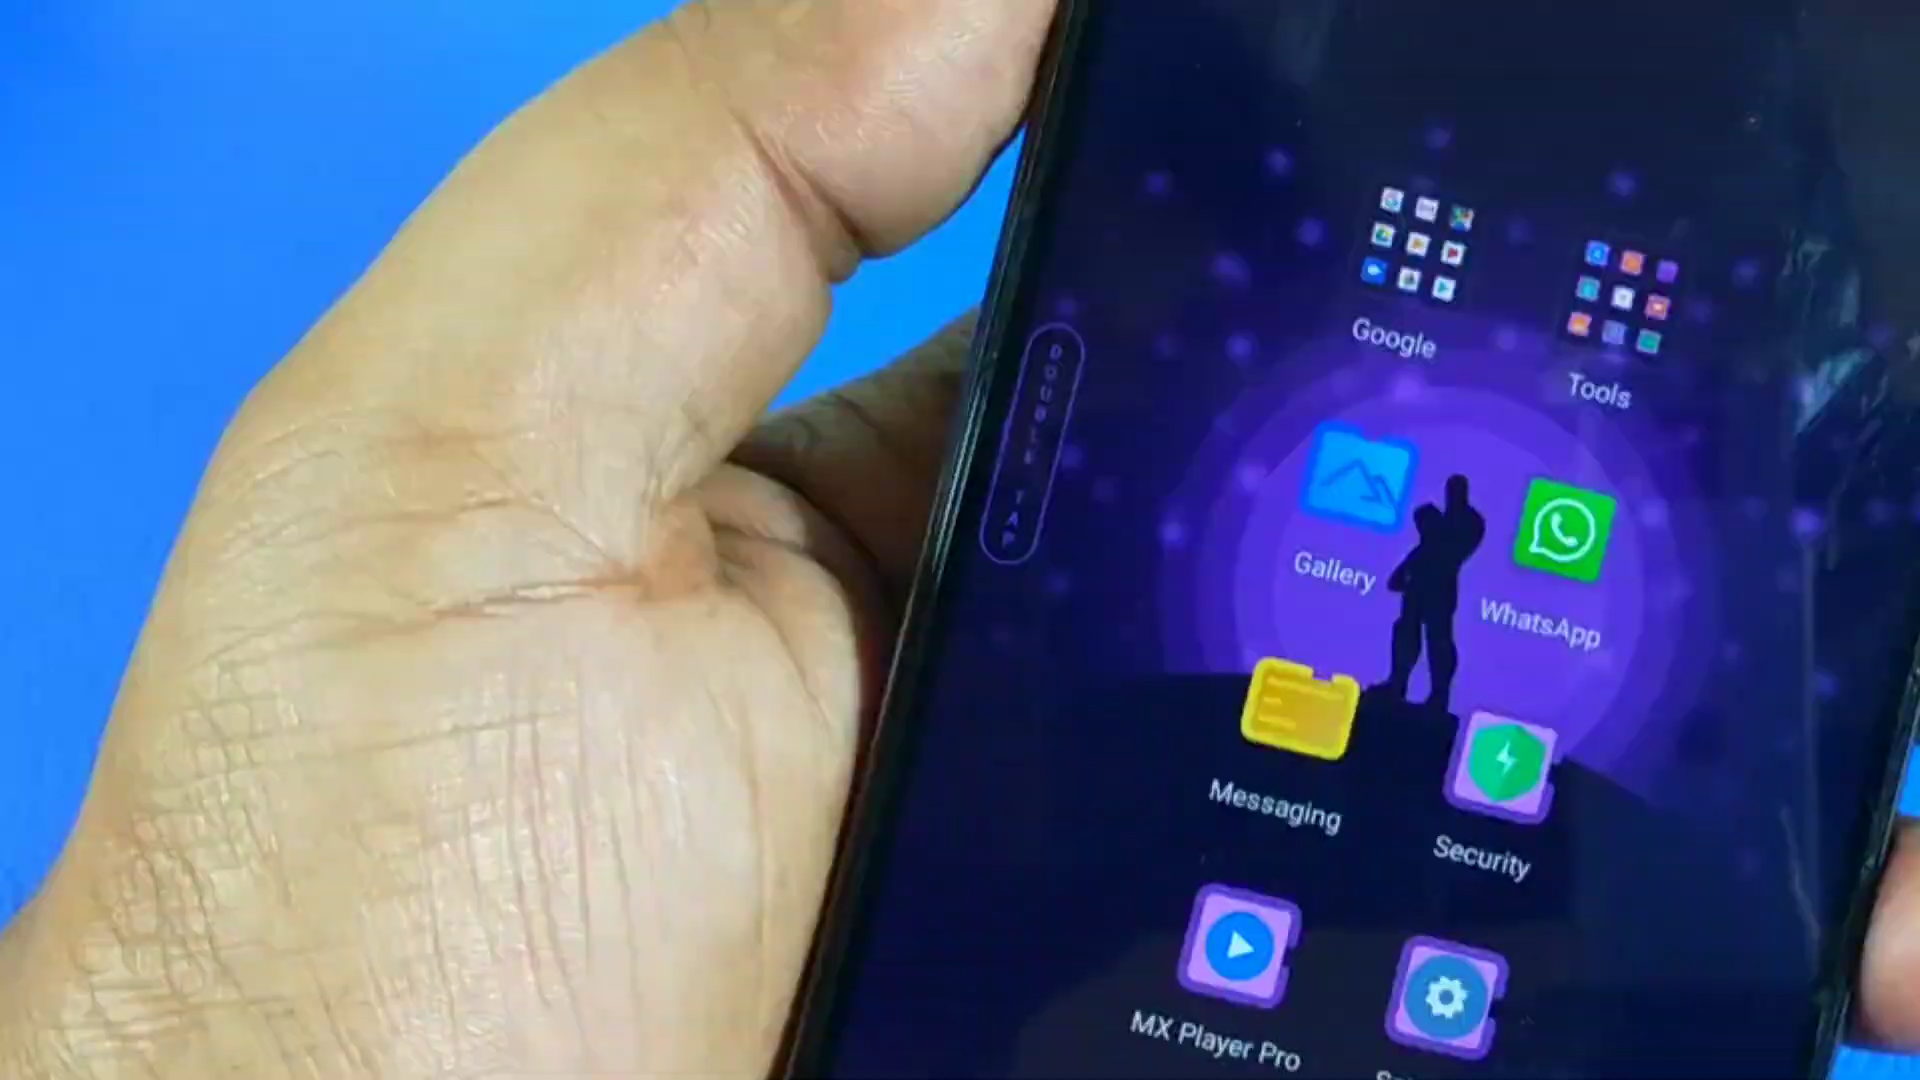 DOUBLE TAP
Google
Tools
Gallery
WhatsApp
Messaging
Security
MX Player Pro